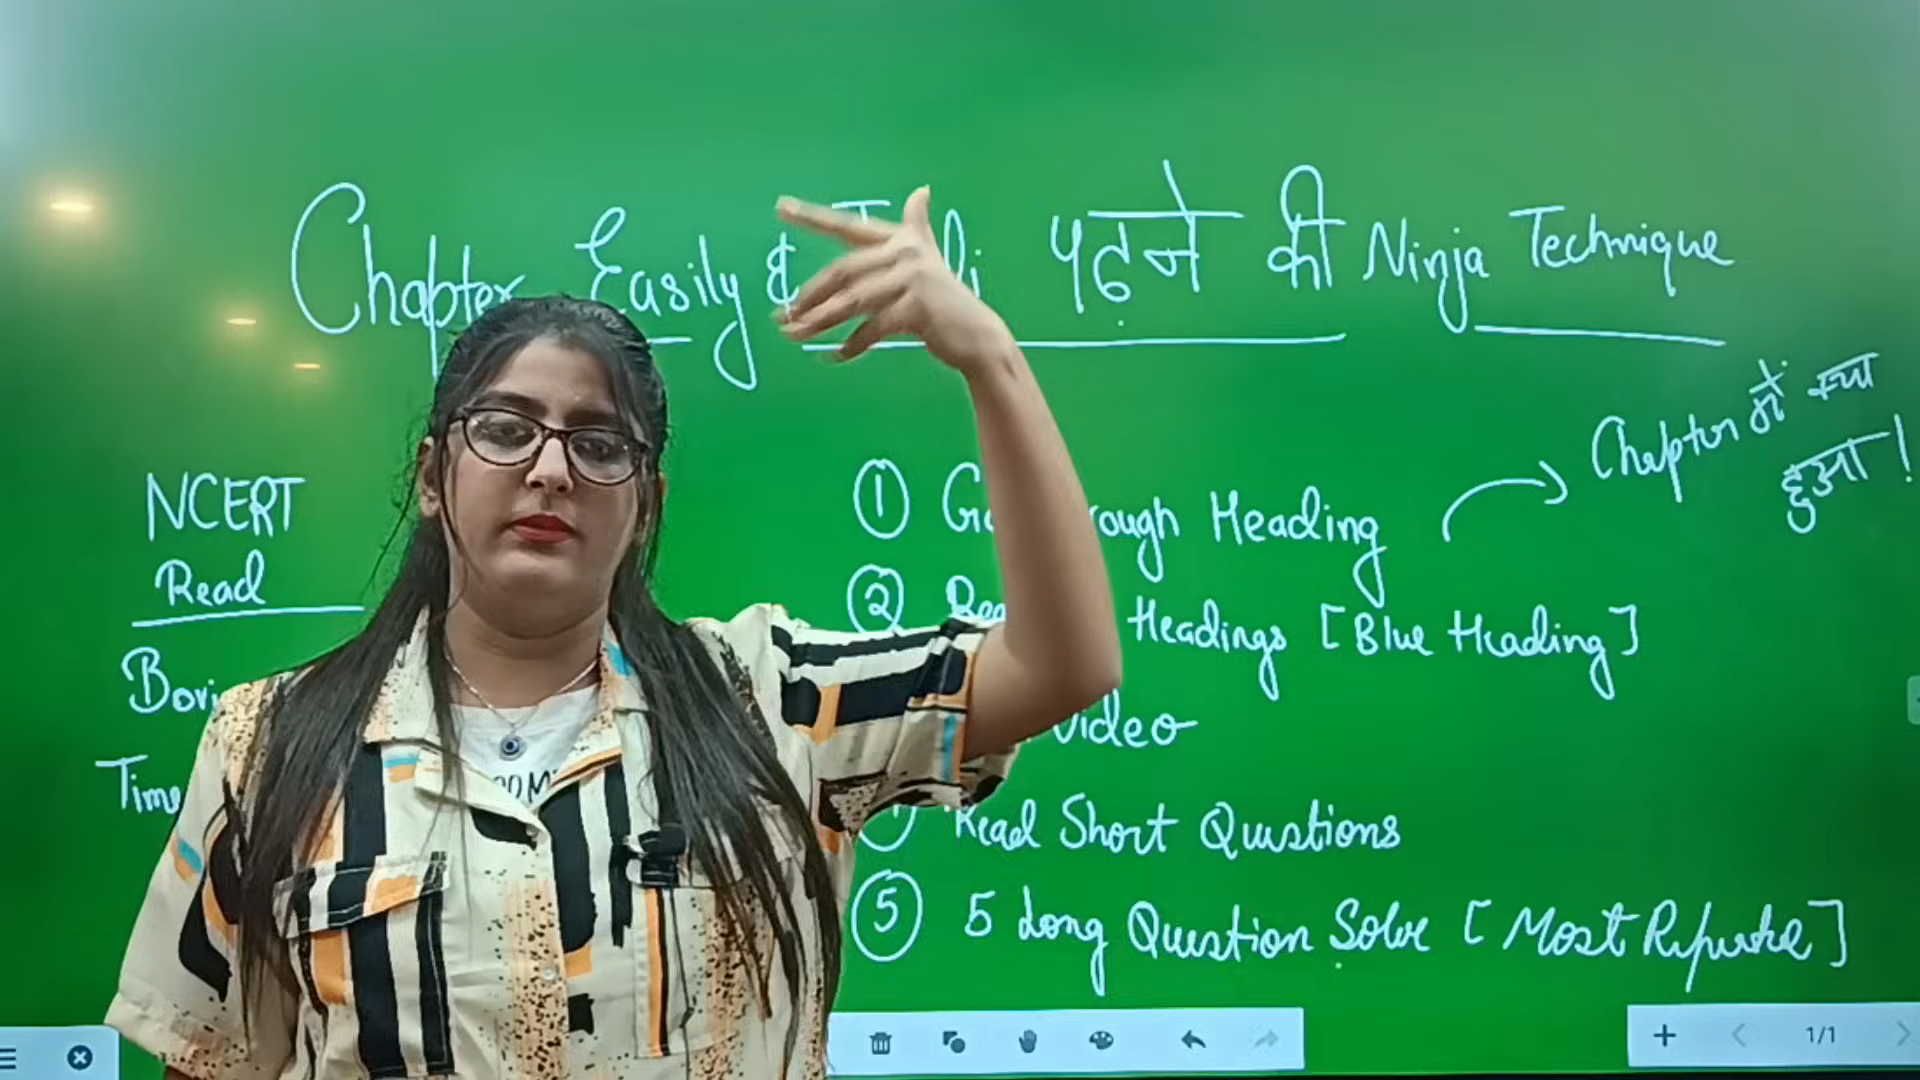 Chapter Easily & पढ़ने की Ninja Technique
Chapter में क्या
हुआ!
NCERT
Read
① Heading
② Headings [Blue Heading]
Video
Read Short Questions
⑤ 5 Long Question Solve [Most Repeated]
1/1